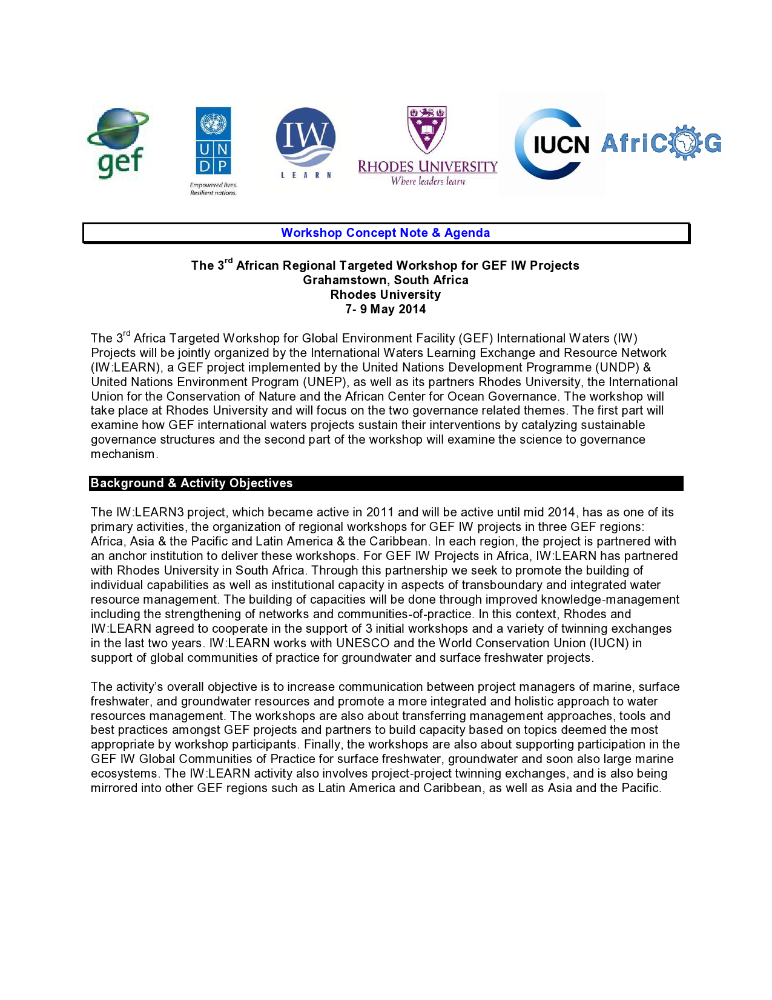 gef
UN
DP
Empowered lives.
Resilient nations.
IW
LEARN
RHODES UNIVERSITY
Where leaders learn
IUCN
AfriCOG
Workshop Concept Note & Agenda
The 3rd African Regional Targeted Workshop for GEF IW Projects
Grahamstown, South Africa
Rhodes University
7- 9 May 2014
The 3rd Africa Targeted Workshop for Global Environment Facility (GEF) International Waters (IW)
Projects will be jointly organized by the International Waters Learning Exchange and Resource Network
(IW:LEARN), a GEF project implemented by the United Nations Development Programme (UNDP) &
United Nations Environment Program (UNEP), as well as its partners Rhodes University, the International
Union for the Conservation of Nature and the African Center for Ocean Governance. The workshop will
take place at Rhodes University and will focus on the two governance related themes. The first part will
examine how GEF international waters projects sustain their interventions by catalyzing sustainable
governance structures and the second part of the workshop will examine the science to governance
mechanism.
Background & Activity Objectives
The IW:LEARN3 project, which became active in 2011 and will be active until mid 2014, has as one of its
primary activities, the organization of regional workshops for GEF IW projects in three GEF regions:
Africa, Asia & the Pacific and Latin America & the Caribbean. In each region, the project is partnered with
an anchor institution to deliver these workshops. For GEF IW Projects in Africa, IW:LEARN has partnered
with Rhodes University in South Africa. Through this partnership we seek to promote the building of
individual capabilities as well as institutional capacity in aspects of transboundary and integrated water
resource management. The building of capacities will be done through improved knowledge-management
including the strengthening of networks and communities-of-practice. In this context, Rhodes and
IW:LEARN agreed to cooperate in the support of 3 initial workshops and a variety of twinning exchanges
in the last two years. IW:LEARN works with UNESCO and the World Conservation Union (IUCN) in
support of global communities of practice for groundwater and surface freshwater projects.
The activity’s overall objective is to increase communication between project managers of marine, surface
freshwater, and groundwater resources and promote a more integrated and holistic approach to water
resources management. The workshops are also about transferring management approaches, tools and
best practices amongst GEF projects and partners to build capacity based on topics deemed the most
appropriate by workshop participants. Finally, the workshops are also about supporting participation in the
GEF IW Global Communities of Practice for surface freshwater, groundwater and soon also large marine
ecosystems. The IW:LEARN activity also involves project-project twinning exchanges, and is also being
mirrored into other GEF regions such as Latin America and Caribbean, as well as Asia and the Pacific.